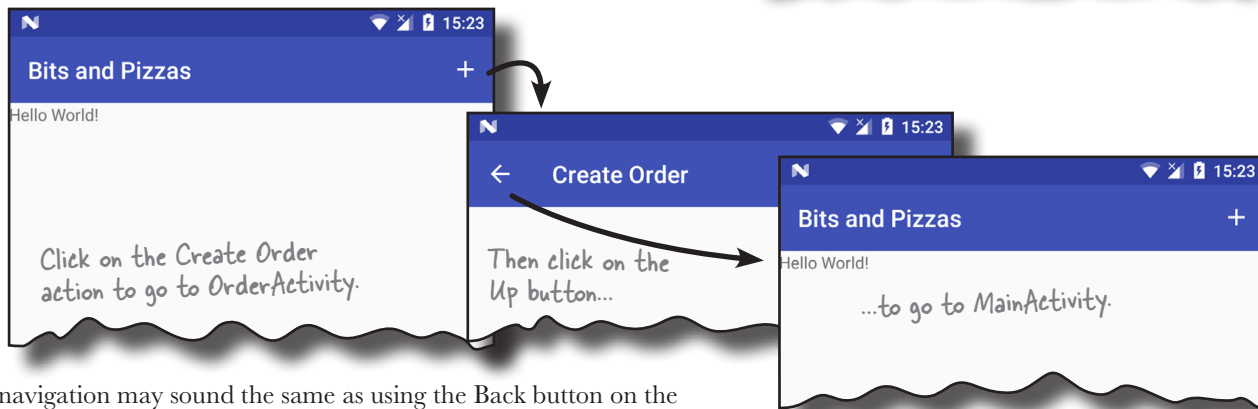 15:23
Bits and Pizzas +
Hello World!
Click on the Create Order
action to go to OrderActivity.
15:23
← Create Order
Then click on the
Up button...
15:23
Bits and Pizzas +
Hello World!
...to go to MainActivity.
navigation may sound the same as using the Back button on the